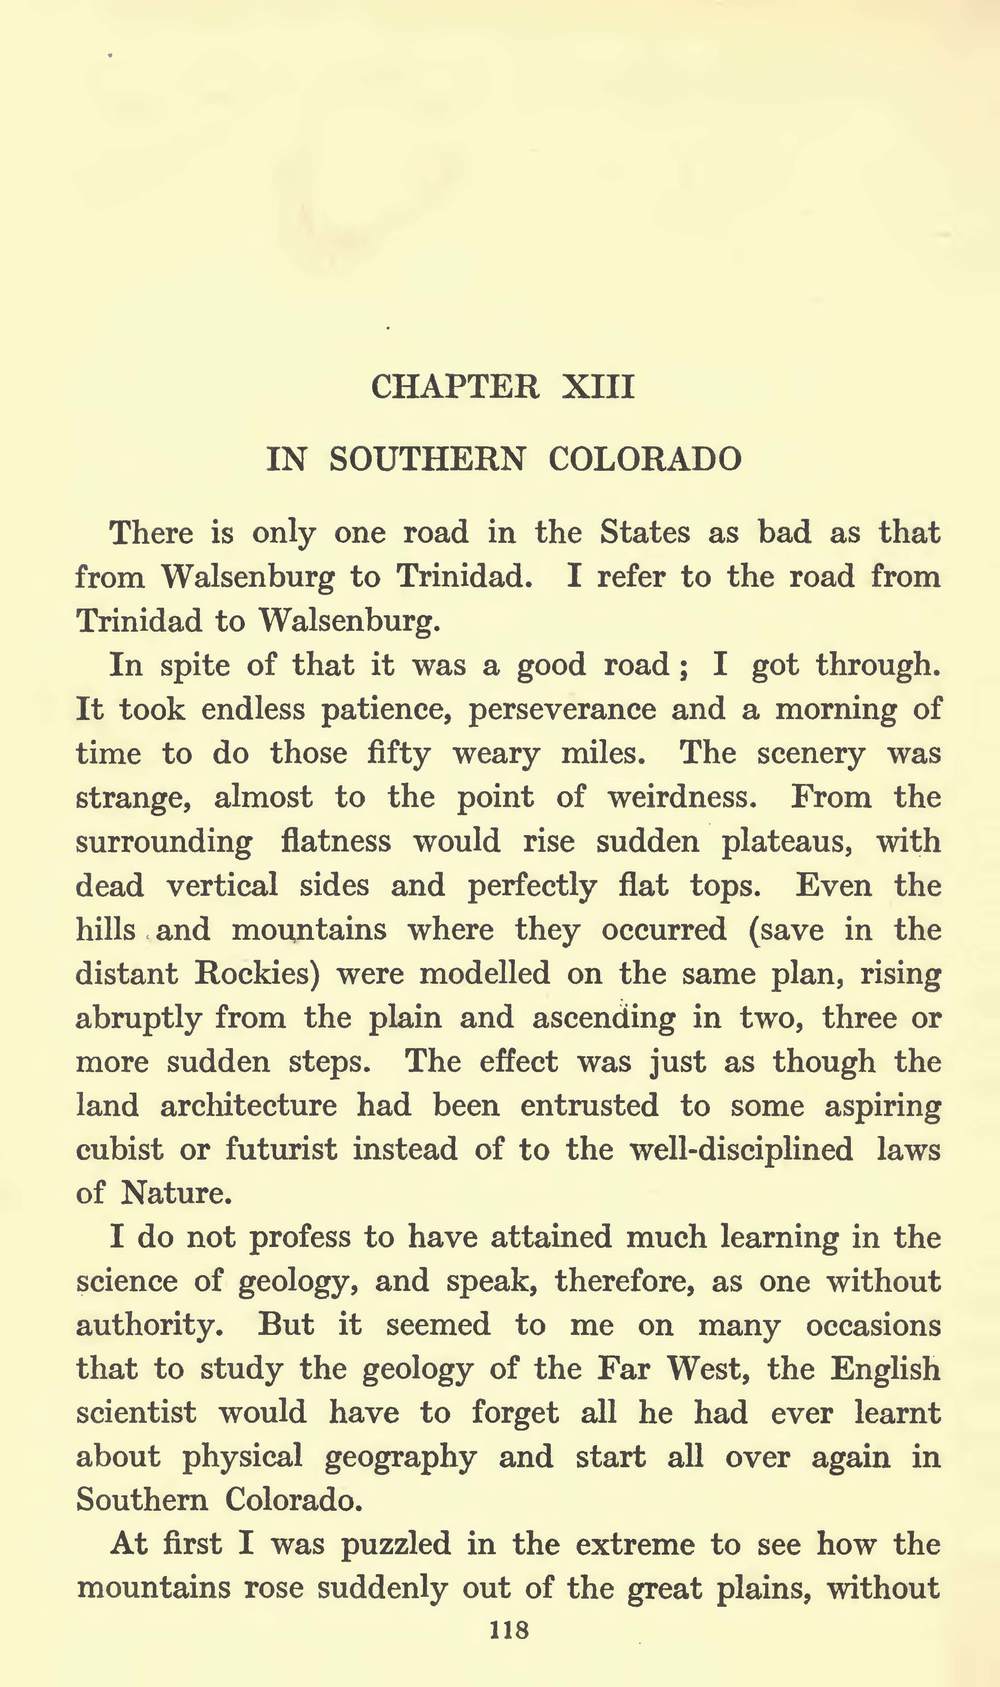 CHAPTER XIII
IN SOUTHERN COLORADO
There is only one road in the States as bad as that
from Walsenburg to Trinidad. I refer to the road from
Trinidad to Walsenburg.
In spite of that it was a good road; I got through.
It took endless patience, perseverance and a morning of
time to do those fifty weary miles. The scenery was
strange, almost to the point of weirdness. From the
surrounding flatness would rise sudden plateaus, with
dead vertical sides and perfectly flat tops. Even the
hills and mountains where they occurred (save in the
distant Rockies) were modelled on the same plan, rising
abruptly from the plain and ascending in two, three or
more sudden steps. The effect was just as though the
land architecture had been entrusted to some aspiring
cubist or futurist instead of to the well-disciplined laws
of Nature.
I do not profess to have attained much learning in the
science of geology, and speak, therefore, as one without
authority. But it seemed to me on many occasions
that to study the geology of the Far West, the English
scientist would have to forget all he had ever learnt
about physical geography and start all over again in
Southern Colorado.
At first I was puzzled in the extreme to see how the
mountains rose suddenly out of the great plains, without
118